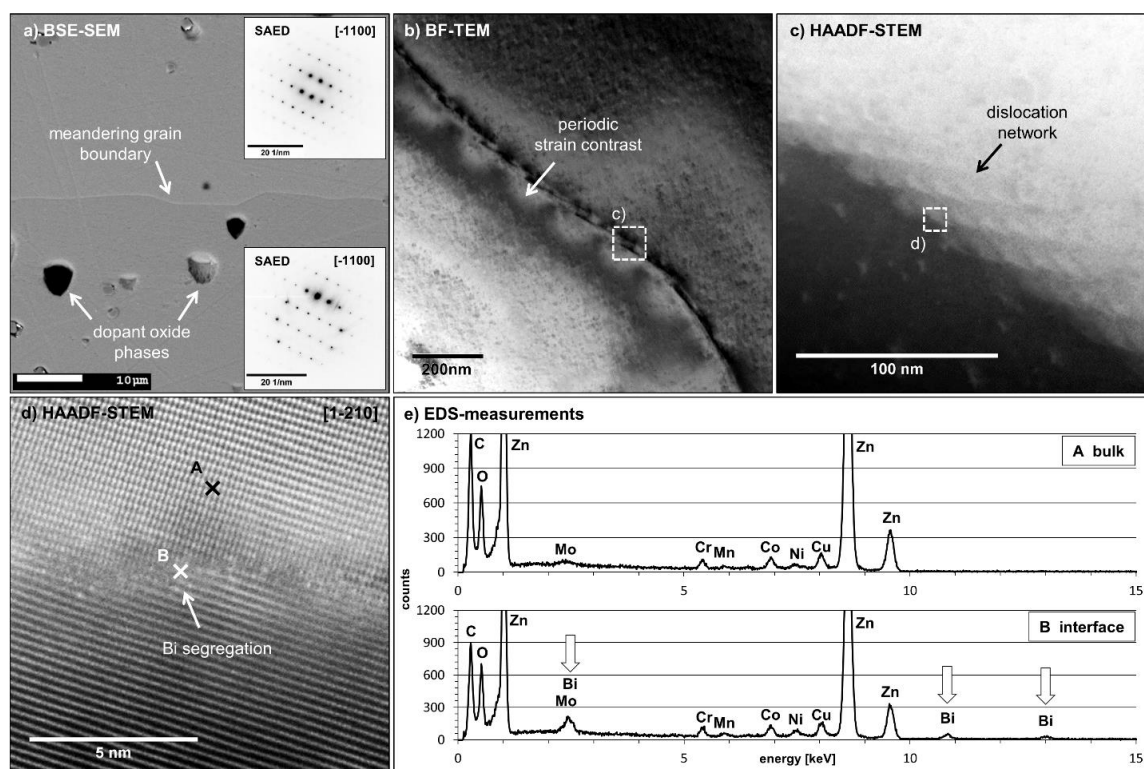 a) BSE-SEM
SAED [-1100]
20 1/nm
meandering grain
boundary
SAED [-1100]
20 1/nm
dopant oxide
phases
10µm
b) BF-TEM
periodic
strain contrast
c)
200nm
c) HAADF-STEM
dislocation
network
d)
100 nm
d) HAADF-STEM [1-210]
A
B
Bi segregation
5 nm
e) EDS-measurements
1200
900
600
300
0
C
O
Zn
Mo
Cr
Mn
Co
Ni
Cu
Zn
Zn
A bulk
0 5 10 15
counts
1200
900
600
300
0
C
O
Zn
Bi
Mo
Cr
Mn
Co
Ni
Cu
Zn
Zn
Bi
Bi
B interface
0 5 energy [keV] 10 15